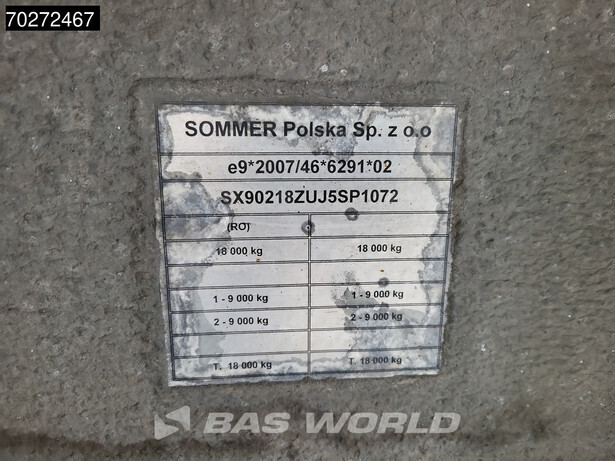 70272467
SOMMER Polska Sp. z o.o
e9*2007/46*6291*02
SX90218ZUJ5SP1072
(RO)
18 000 kg 18 000 kg
1 - 9 000 kg 1 - 9 000 kg
2 - 9 000 kg 2 - 9 000 kg
T. 18 000 kg T. 18 000 kg
BAS WORLD